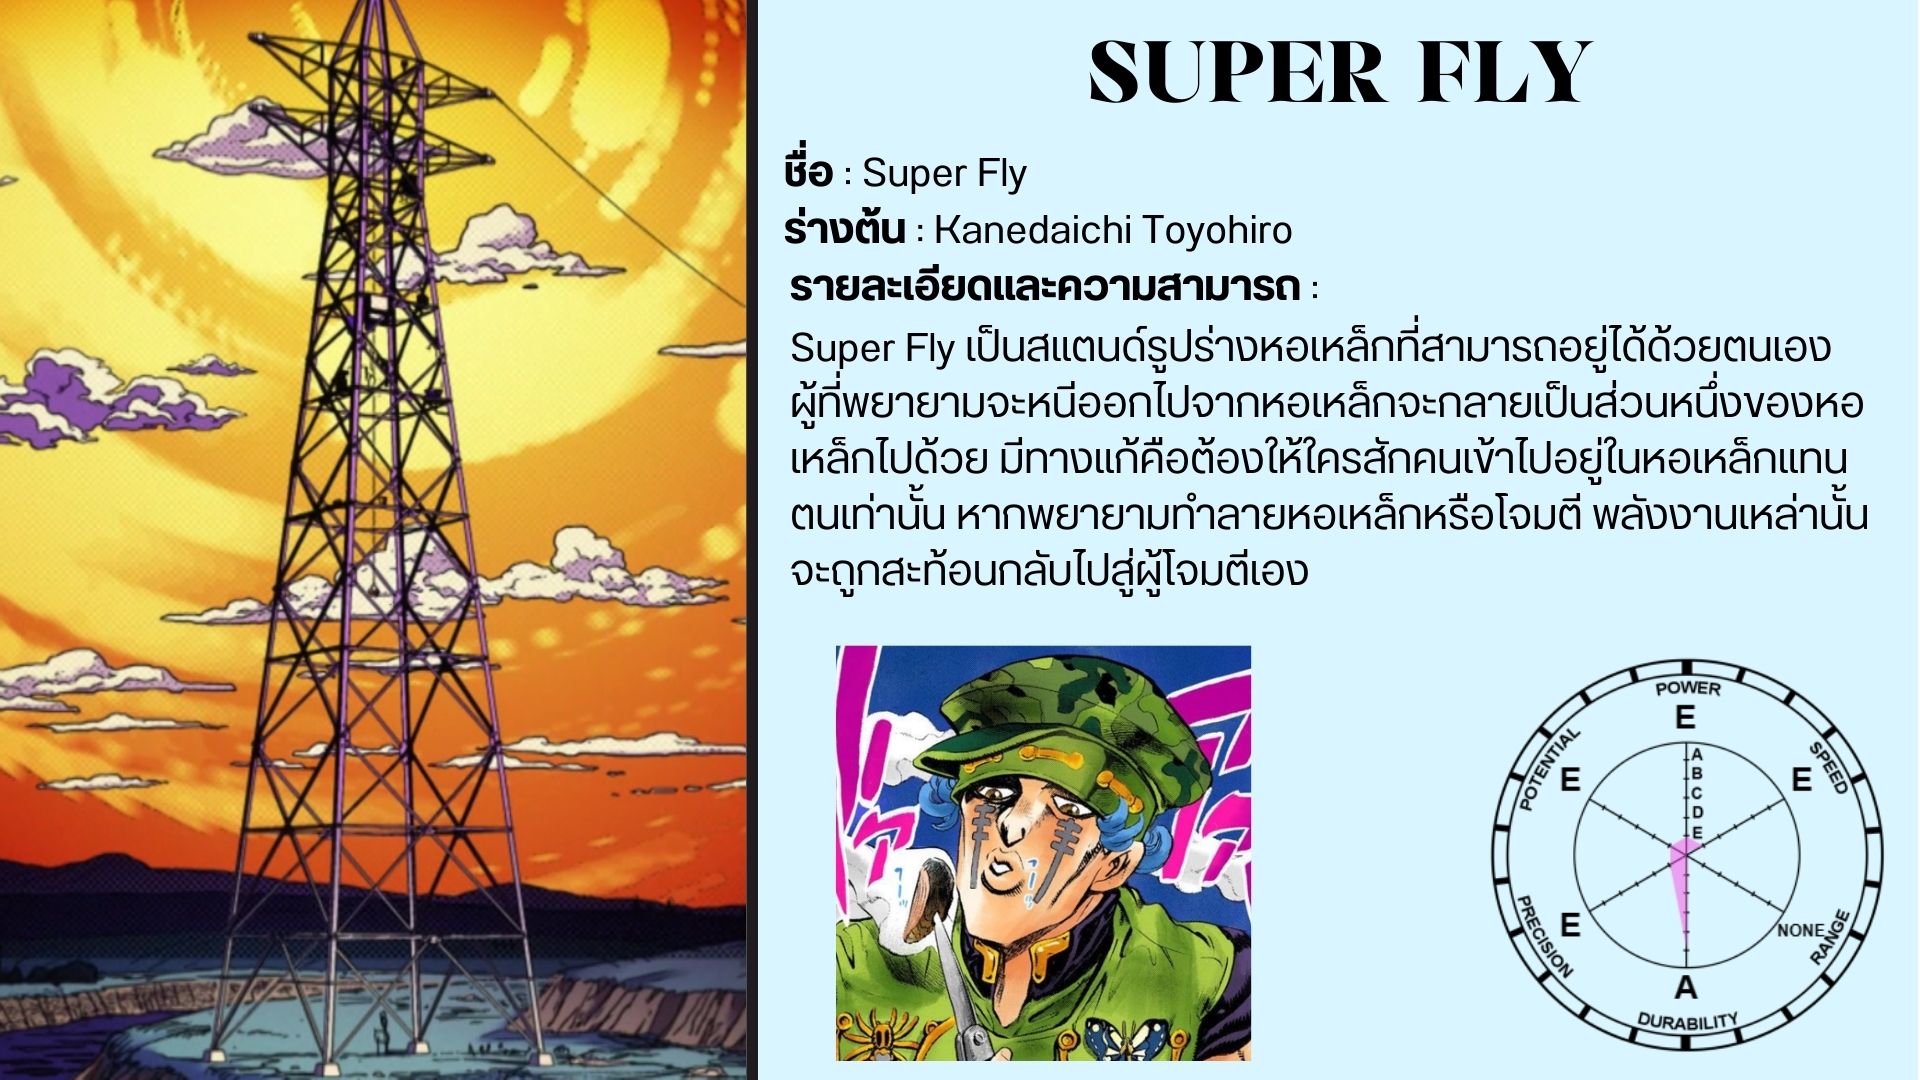 SUPER FLY
ชื่อ : Super Fly
ร่างต้น : Kanedaichi Toyohiro
รายละเอียดและความสามารถ :
Super Fly เป็นสแตนด์รูปร่างหอเหล็กที่สามารถอยู่ได้ด้วยตนเอง
ผู้ที่พยายามจะหนีออกไปจากหอเหล็กจะกลายเป็นส่วนหนึ่งของหอ
เหล็กไปด้วย มีทางแก้คือต้องให้ใครสักคนเข้าไปอยู่ในหอเหล็กแทน
ตนเท่านั้น หากพยายามทำลายหอเหล็กหรือโจมตี พลังงานเหล่านั้น
จะถูกสะท้อนกลับไปสู่ผู้โจมตีเอง
POWER
E
SPEED
E
RANGE
NONE
DURABILITY
A
PRECISION
E
POTENTIAL
E
A
B
C
D
E